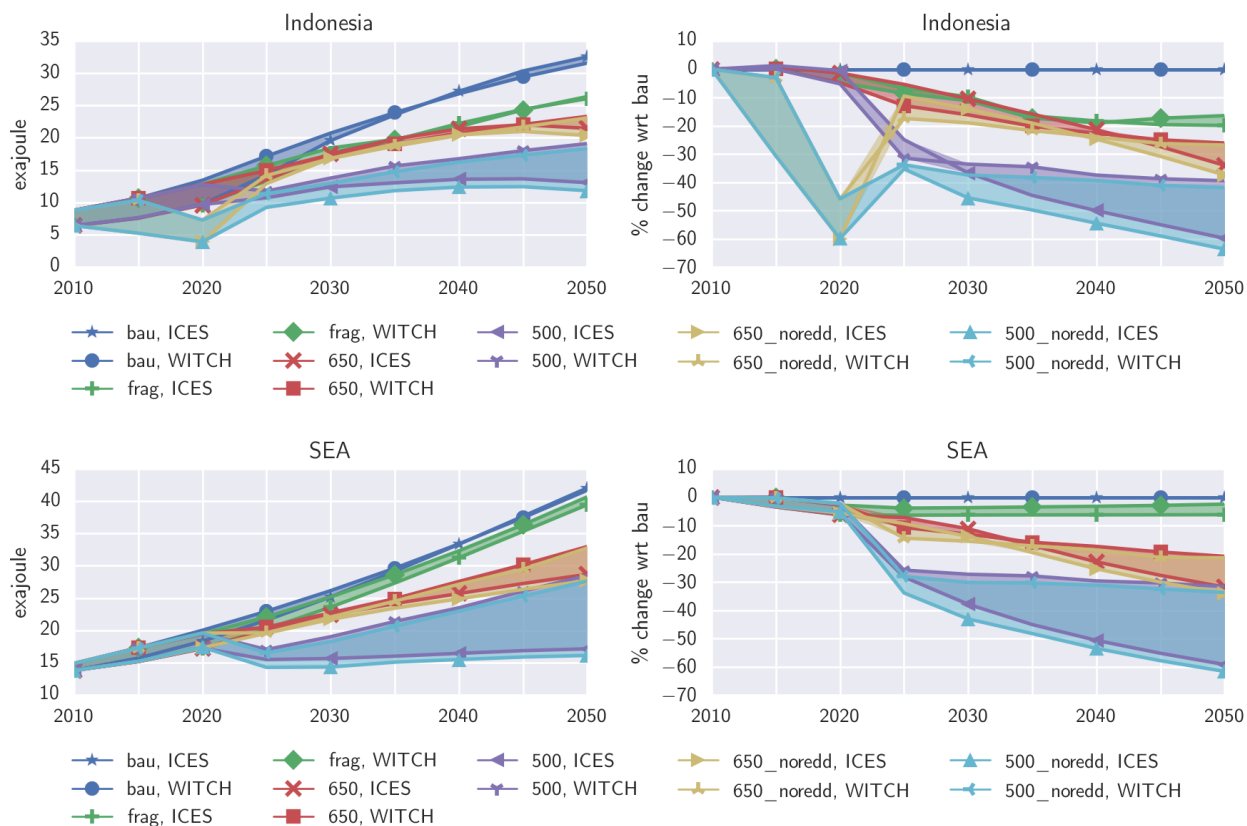 Indonesia
exajoule
35
30
25
20
15
10
5
0
2010 2020 2030 2040 2050
Indonesia
% change wrt bau
10
0
−10
−20
−30
−40
−50
−60
−70
2010 2020 2030 2040 2050
bau, ICES frag, WITCH 500, ICES
bau, WITCH 650, ICES 500, WITCH
frag, ICES 650, WITCH
650_noredd, ICES 500_noredd, ICES
650_noredd, WITCH 500_noredd, WITCH
SEA
exajoule
45
40
35
30
25
20
15
10
2010 2020 2030 2040 2050
SEA
% change wrt bau
10
0
−10
−20
−30
−40
−50
−60
−70
2010 2020 2030 2040 2050
bau, ICES frag, WITCH 500, ICES
bau, WITCH 650, ICES 500, WITCH
frag, ICES 650, WITCH
650_noredd, ICES 500_noredd, ICES
650_noredd, WITCH 500_noredd, WITCH